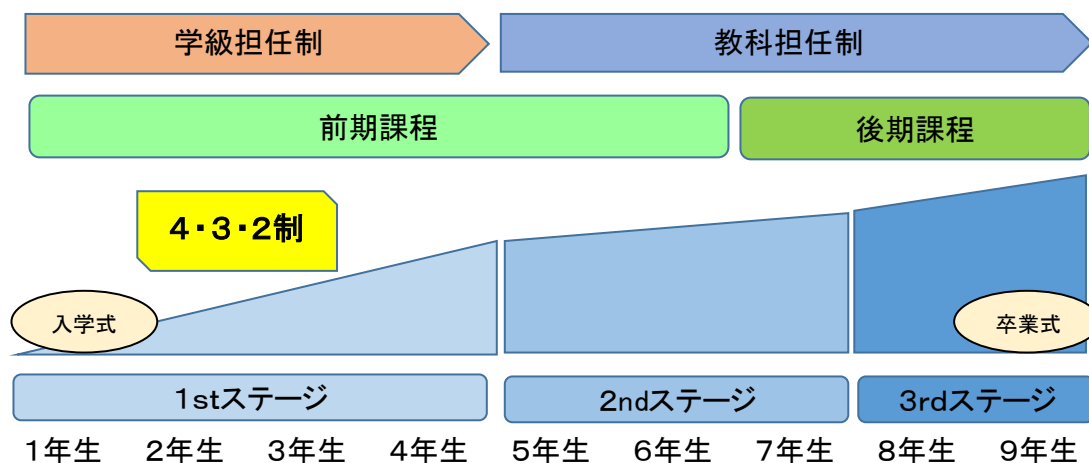 学級担任制
教科担任制
前期課程
後期課程
４・３・２制
入学式
卒業式
１stステージ
２ndステージ
３rdステージ
１年生
２年生
３年生
４年生
５年生
６年生
７年生
８年生
９年生